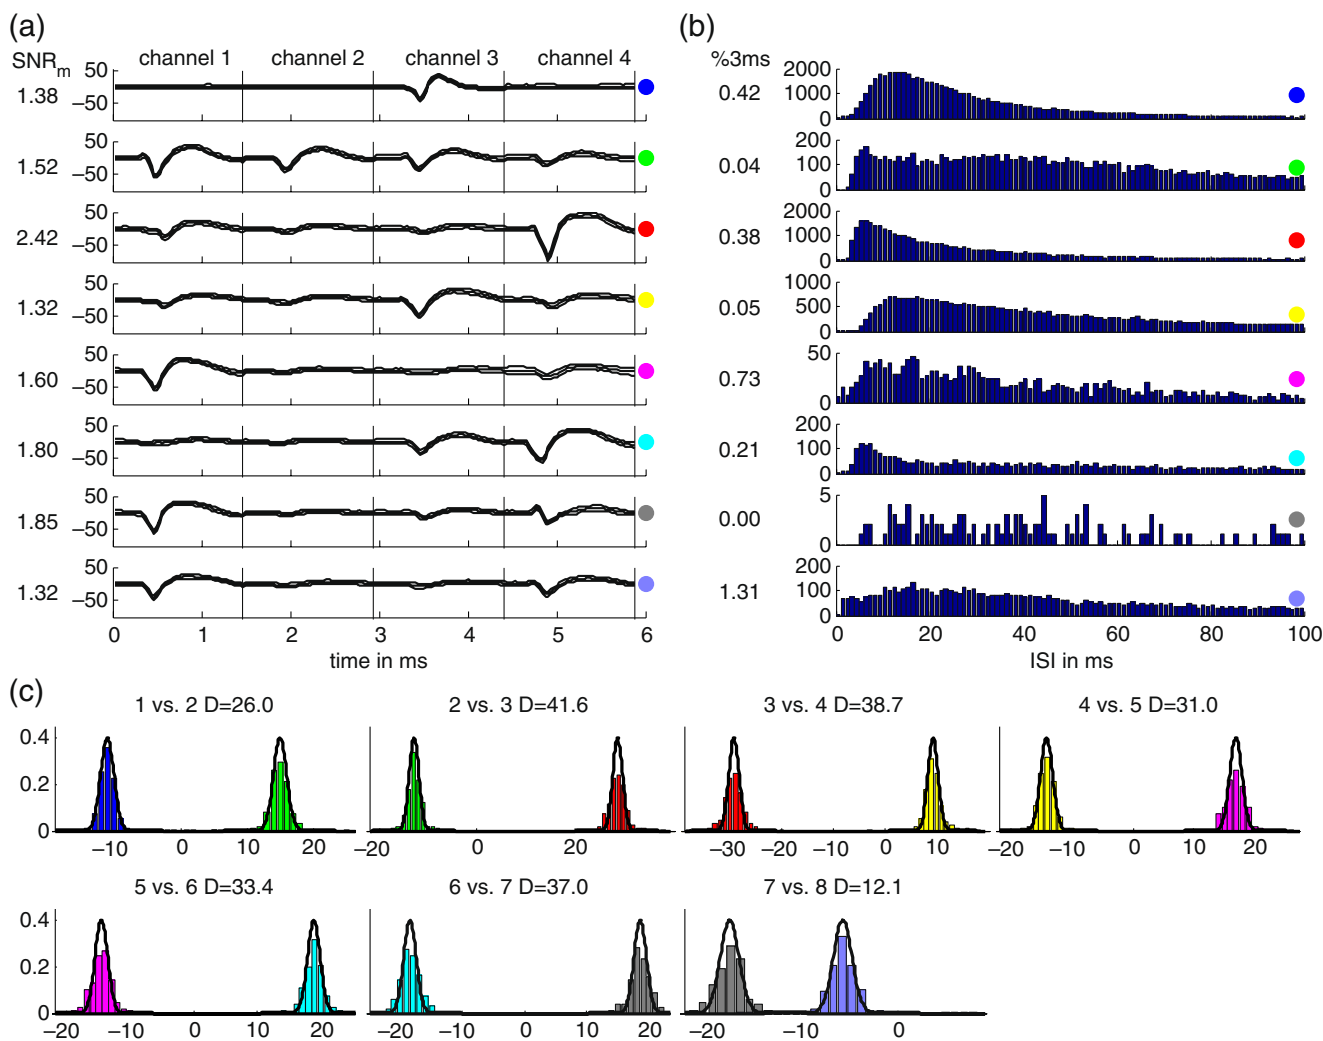 (a)
SNRm channel 1 channel 2 channel 3 channel 4
1.38 50 −50
1.52 50 −50
2.42 50 −50
1.32 50 −50
1.60 50 −50
1.80 50 −50
1.85 50 −50
1.32 50 −50
0 1 2 3 4 5 6
time in ms
(b)
%3ms
0.42 2000 1000 0
0.04 200 100 0
0.38 2000 1000 0
0.05 1000 500 0
0.73 50 0
0.21 200 100 0
0.00 5 0
1.31 200 100 0
0 20 40 60 80 100
ISI in ms
(c)
1 vs. 2 D=26.0 2 vs. 3 D=41.6 3 vs. 4 D=38.7 4 vs. 5 D=31.0
0.4
0.2
0
−10 0 10 20 −20 0 20 −30 −20 −10 0 10 −20 −10 0 10 20
5 vs. 6 D=33.4 6 vs. 7 D=37.0 7 vs. 8 D=12.1
0.4
0.2
0
−20 −10 0 10 20 −20 −10 0 10 20 −20 −10 0